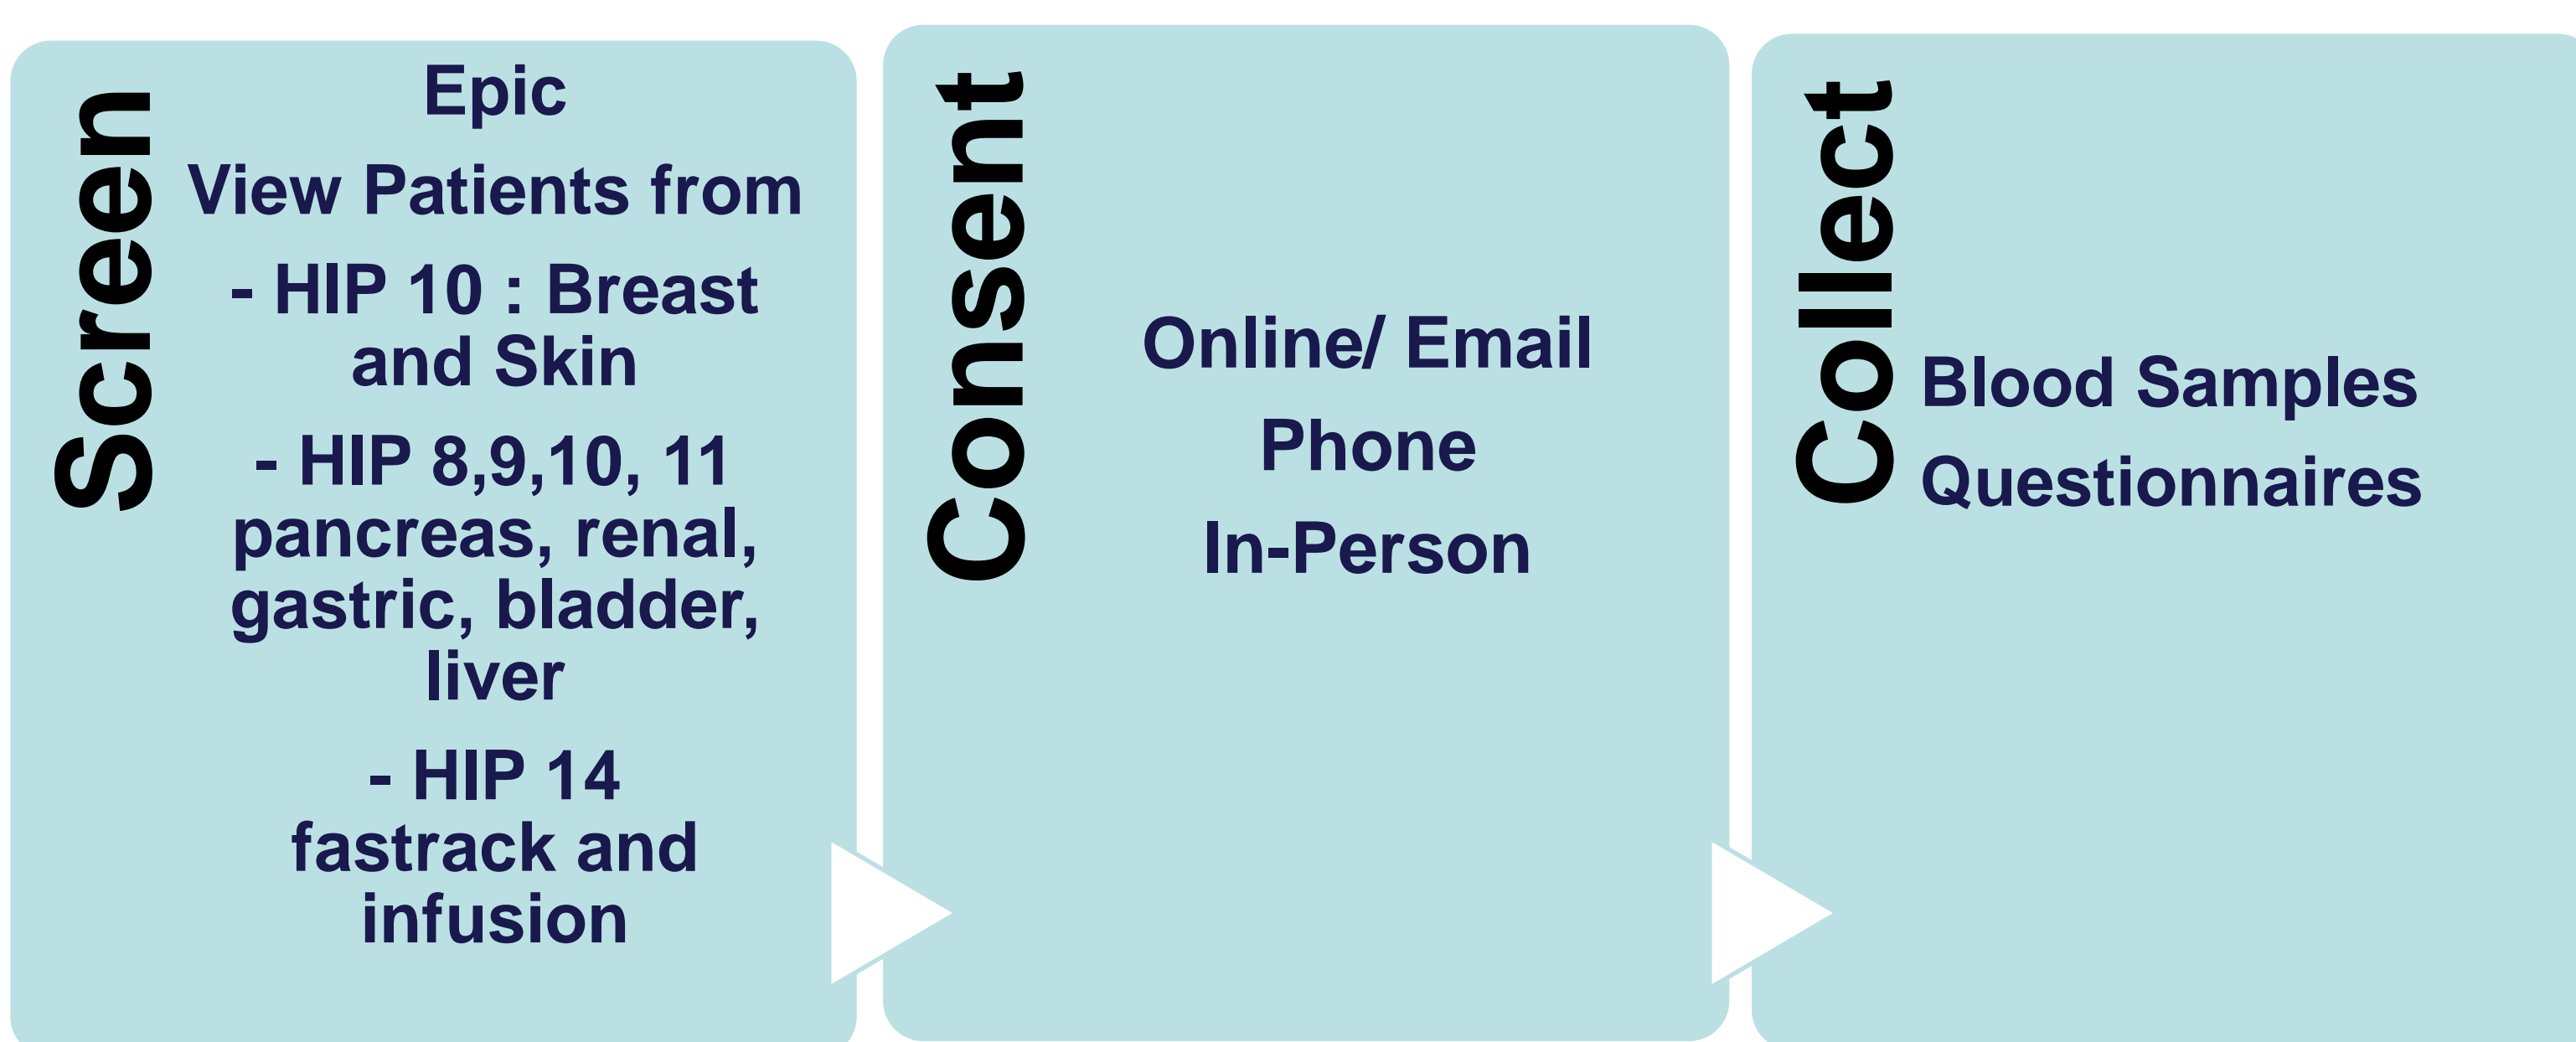 Screen
Epic
View Patients from
- HIP 10 : Breast
and Skin
- HIP 8,9,10, 11
pancreas, renal,
gastric, bladder,
liver
- HIP 14
fastrack and
infusion
Consent
Online/ Email
Phone
In-Person
Collect
Blood Samples
Questionnaires